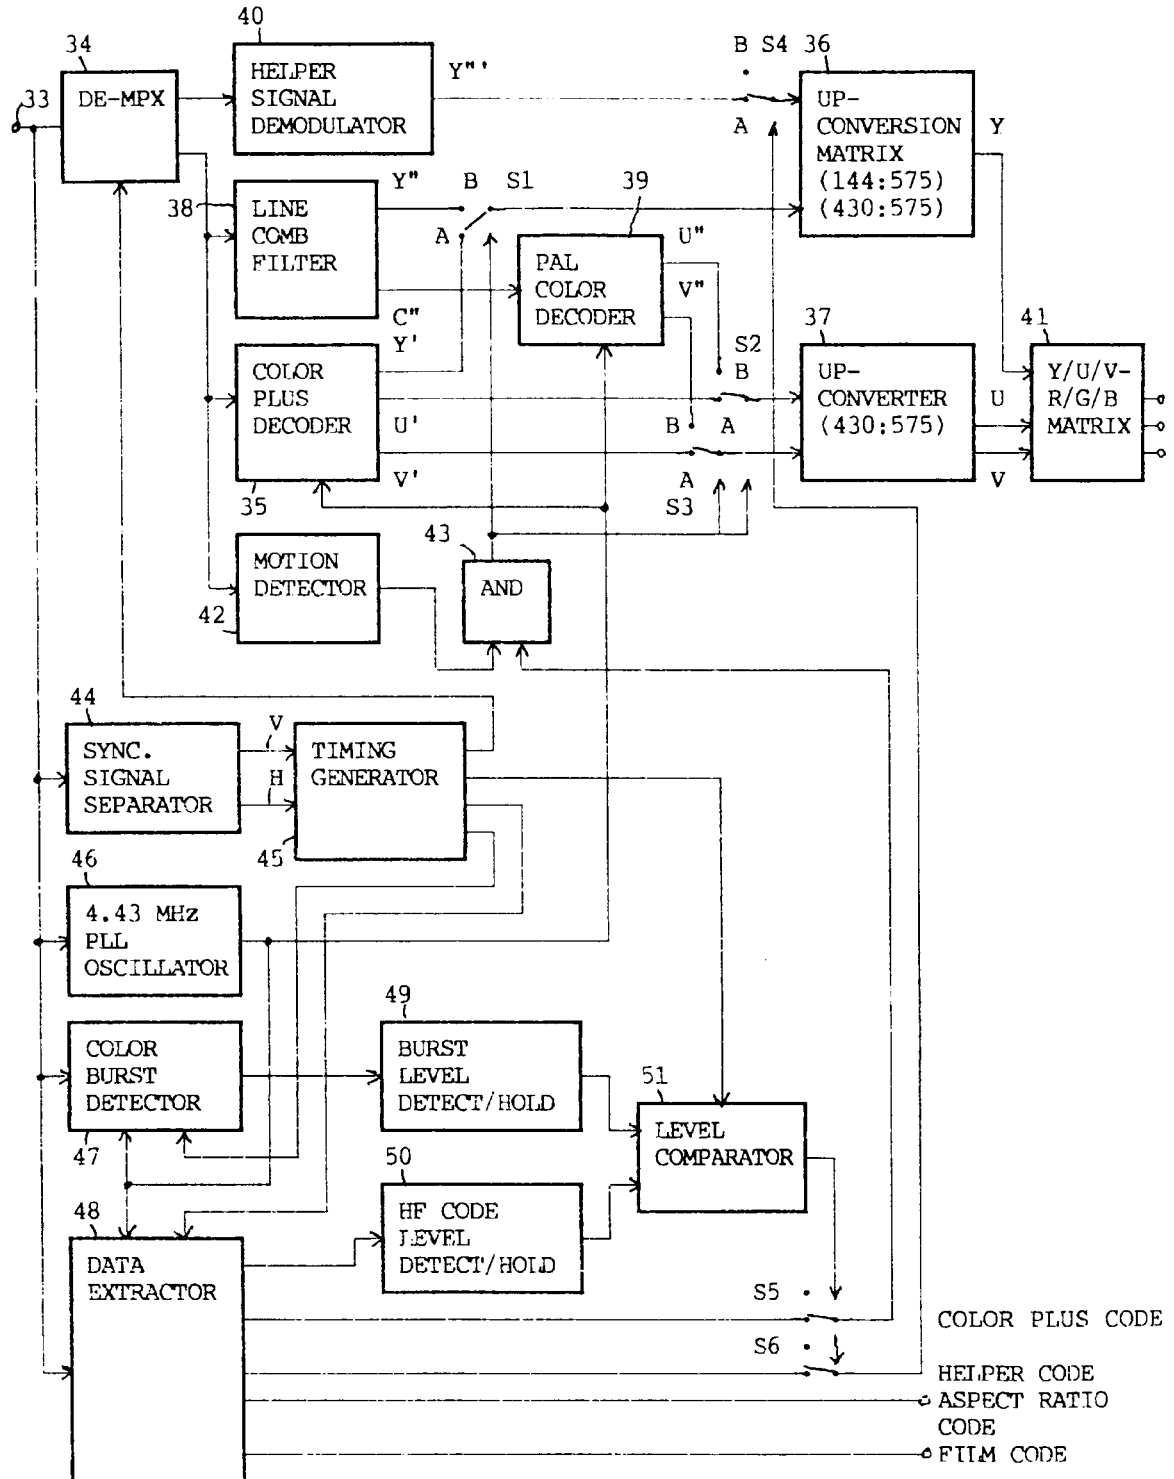 40
34
HELPER
SIGNAL
DEMODULATOR
Y"'
B S4 36
33
DE-MPX
A
UP-
CONVERSION
MATRIX
(144:575)
(430:575)
Y
38
LINE
COMB
FILTER
Y"
B S1
A
39
C"
PAL
COLOR
DECODER
U"
V"
Y'
COLOR
PLUS
DECODER
U'
V'
35
S2
B
B A
A
S3
37
UP-
CONVERTER
(430:575)
U
V
41
Y/U/V-
R/G/B
MATRIX
MOTION
DETECTOR
42
43
AND
44
SYNC.
SIGNAL
SEPARATOR
V
H
TIMING
GENERATOR
45
46
4.43 MHz
PLL
OSCILLATOR
COLOR
BURST
DETECTOR
47
49
BURST
LEVEL
DETECT/HOLD
51
LEVEL
COMPARATOR
50
HF CODE
LEVEL
DETECT/HOLD
48
DATA
EXTRACTOR
S5
COLOR PLUS CODE
S6
HELPER CODE
ASPECT RATIO
CODE
FILM CODE